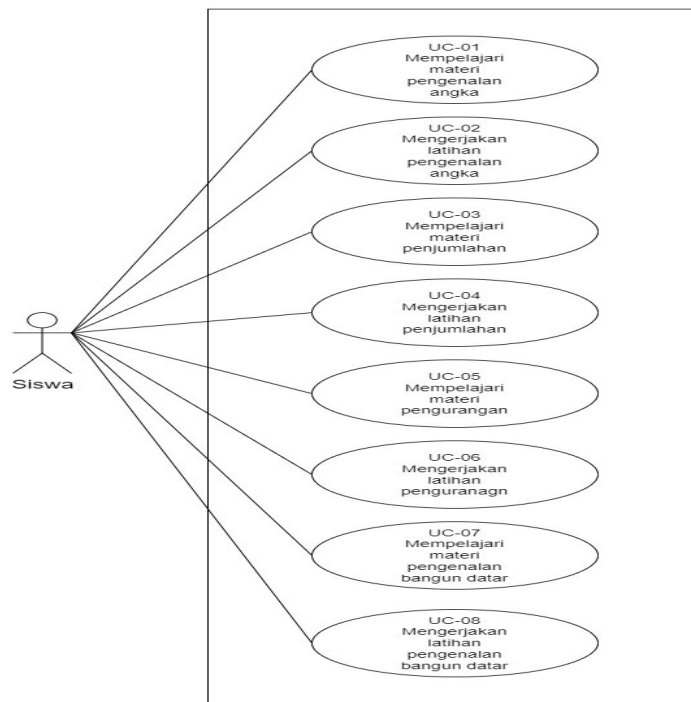 UC-01
Mempelajari
materi
pengenalan
angka
UC-02
Mengerjakan
latihan
pengenalan
angka
UC-03
Mempelajari
materi
penjumlahan
UC-04
Mengerjakan
latihan
penjumlahan
Siswa
UC-05
Mempelajari
materi
pengurangan
UC-06
Mengerjakan
latihan
penguranagn
UC-07
Mempelajari
materi
pengenalan
bangun datar
UC-08
Mengerjakan
latihan
pengenalan
bangun datar